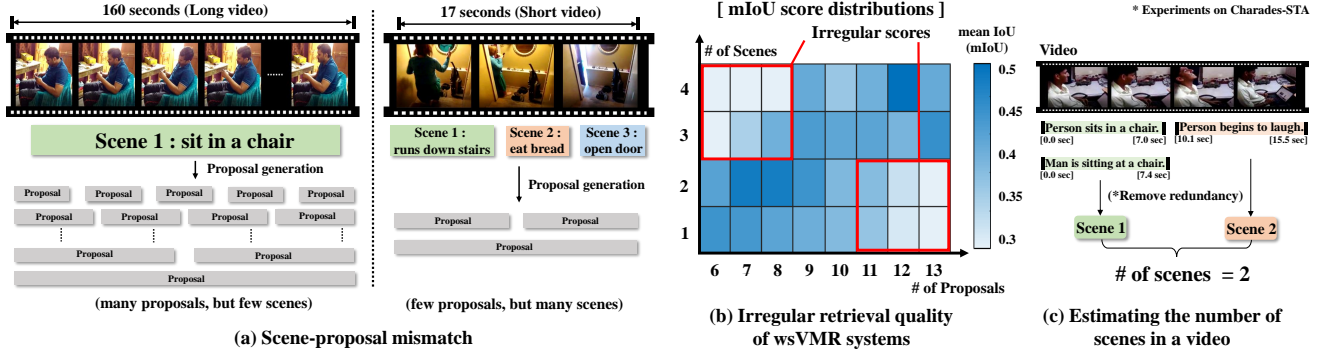 160 seconds (Long video)
Scene 1 : sit in a chair
Proposal generation
Proposal Proposal Proposal Proposal Proposal
Proposal Proposal Proposal Proposal
Proposal Proposal
Proposal
(many proposals, but few scenes)
17 seconds (Short video)
Scene 1 : runs down stairs
Scene 2 : eat bread
Scene 3 : open door
Proposal generation
Proposal Proposal
Proposal
(few proposals, but many scenes)
(a) Scene-proposal mismatch
[ mIoU score distributions ]
Irregular scores
# of Scenes
4
3
2
1
6 7 8 9 10 11 12 13
# of Proposals
mean IoU
(mIoU)
0.5
0.45
0.4
0.35
0.3
(b) Irregular retrieval quality
of wsVMR systems
* Experiments on Charades-STA
Video
Person sits in a chair.
[0.0 sec] [7.0 sec]
Person begins to laugh.
[10.1 sec] [15.5 sec]
Man is sitting at a chair.
[0.0 sec] [7.4 sec]
(*Remove redundancy)
Scene 1 Scene 2
# of scenes = 2
(c) Estimating the number of
scenes in a video